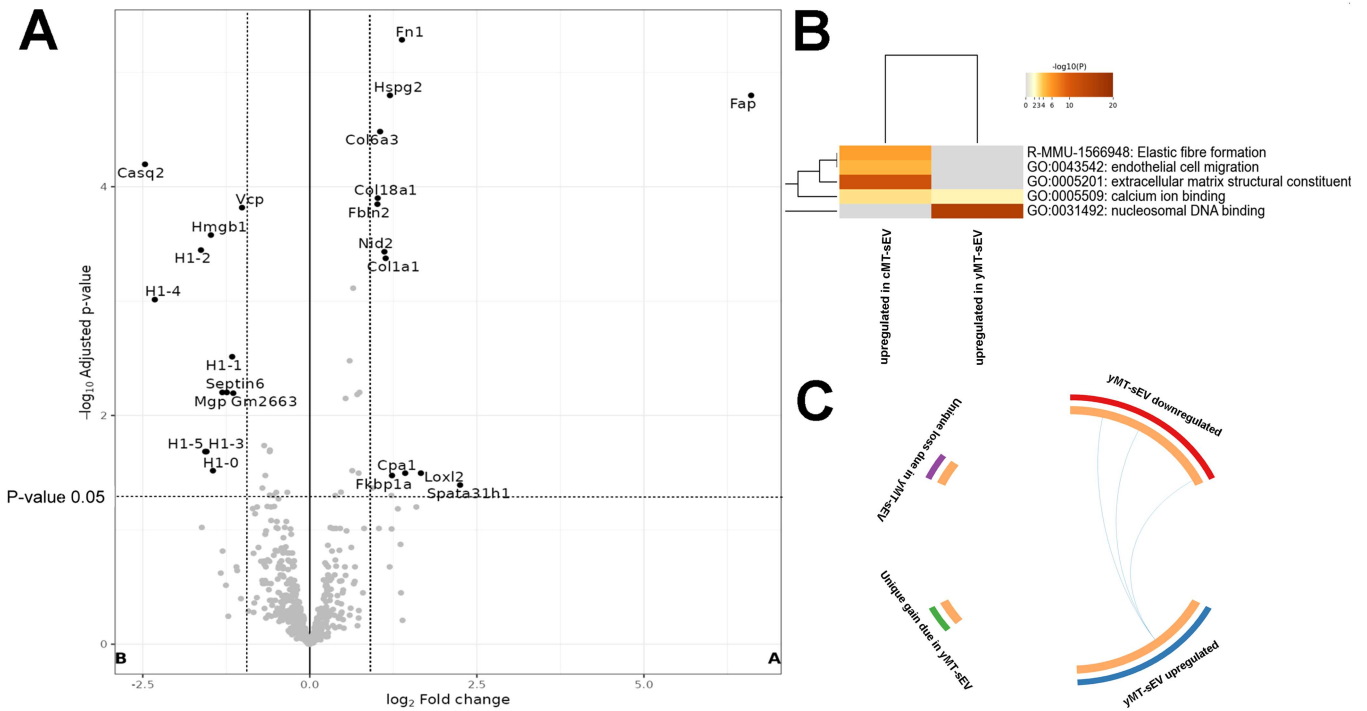 A
Fn1
Hspg2
Fap
Col6a3
Casq2
4
Col18a1
Vcp
Fbln2
Hmgb1
Nid2
H1-2
Col1a1
H1-4
-log10 Adjusted p-value
H1-1
Septin6
Mgp Gm2663
2
H1-5 H1-3
H1-0
Cpa1
Fkbp1a
Loxl2
Spata31h1
P-value 0.05
0
B
A
-2.5
0.0
2.5
5.0
log2 Fold change
B
-log10(P)
0 2 3 4 6 10 20
R-MMU-1566948: Elastic fibre formation
GO:0043542: endothelial cell migration
GO:0005201: extracellular matrix structural constituent
GO:0005509: calcium ion binding
GO:0031492: nucleosomal DNA binding
upregulated in cMT-sEV
upregulated in yMT-sEV
C
yMT-sEV downregulated
Unique loss due in yMT-sEV
Unique gain due in yMT-sEV
yMT-sEV upregulated